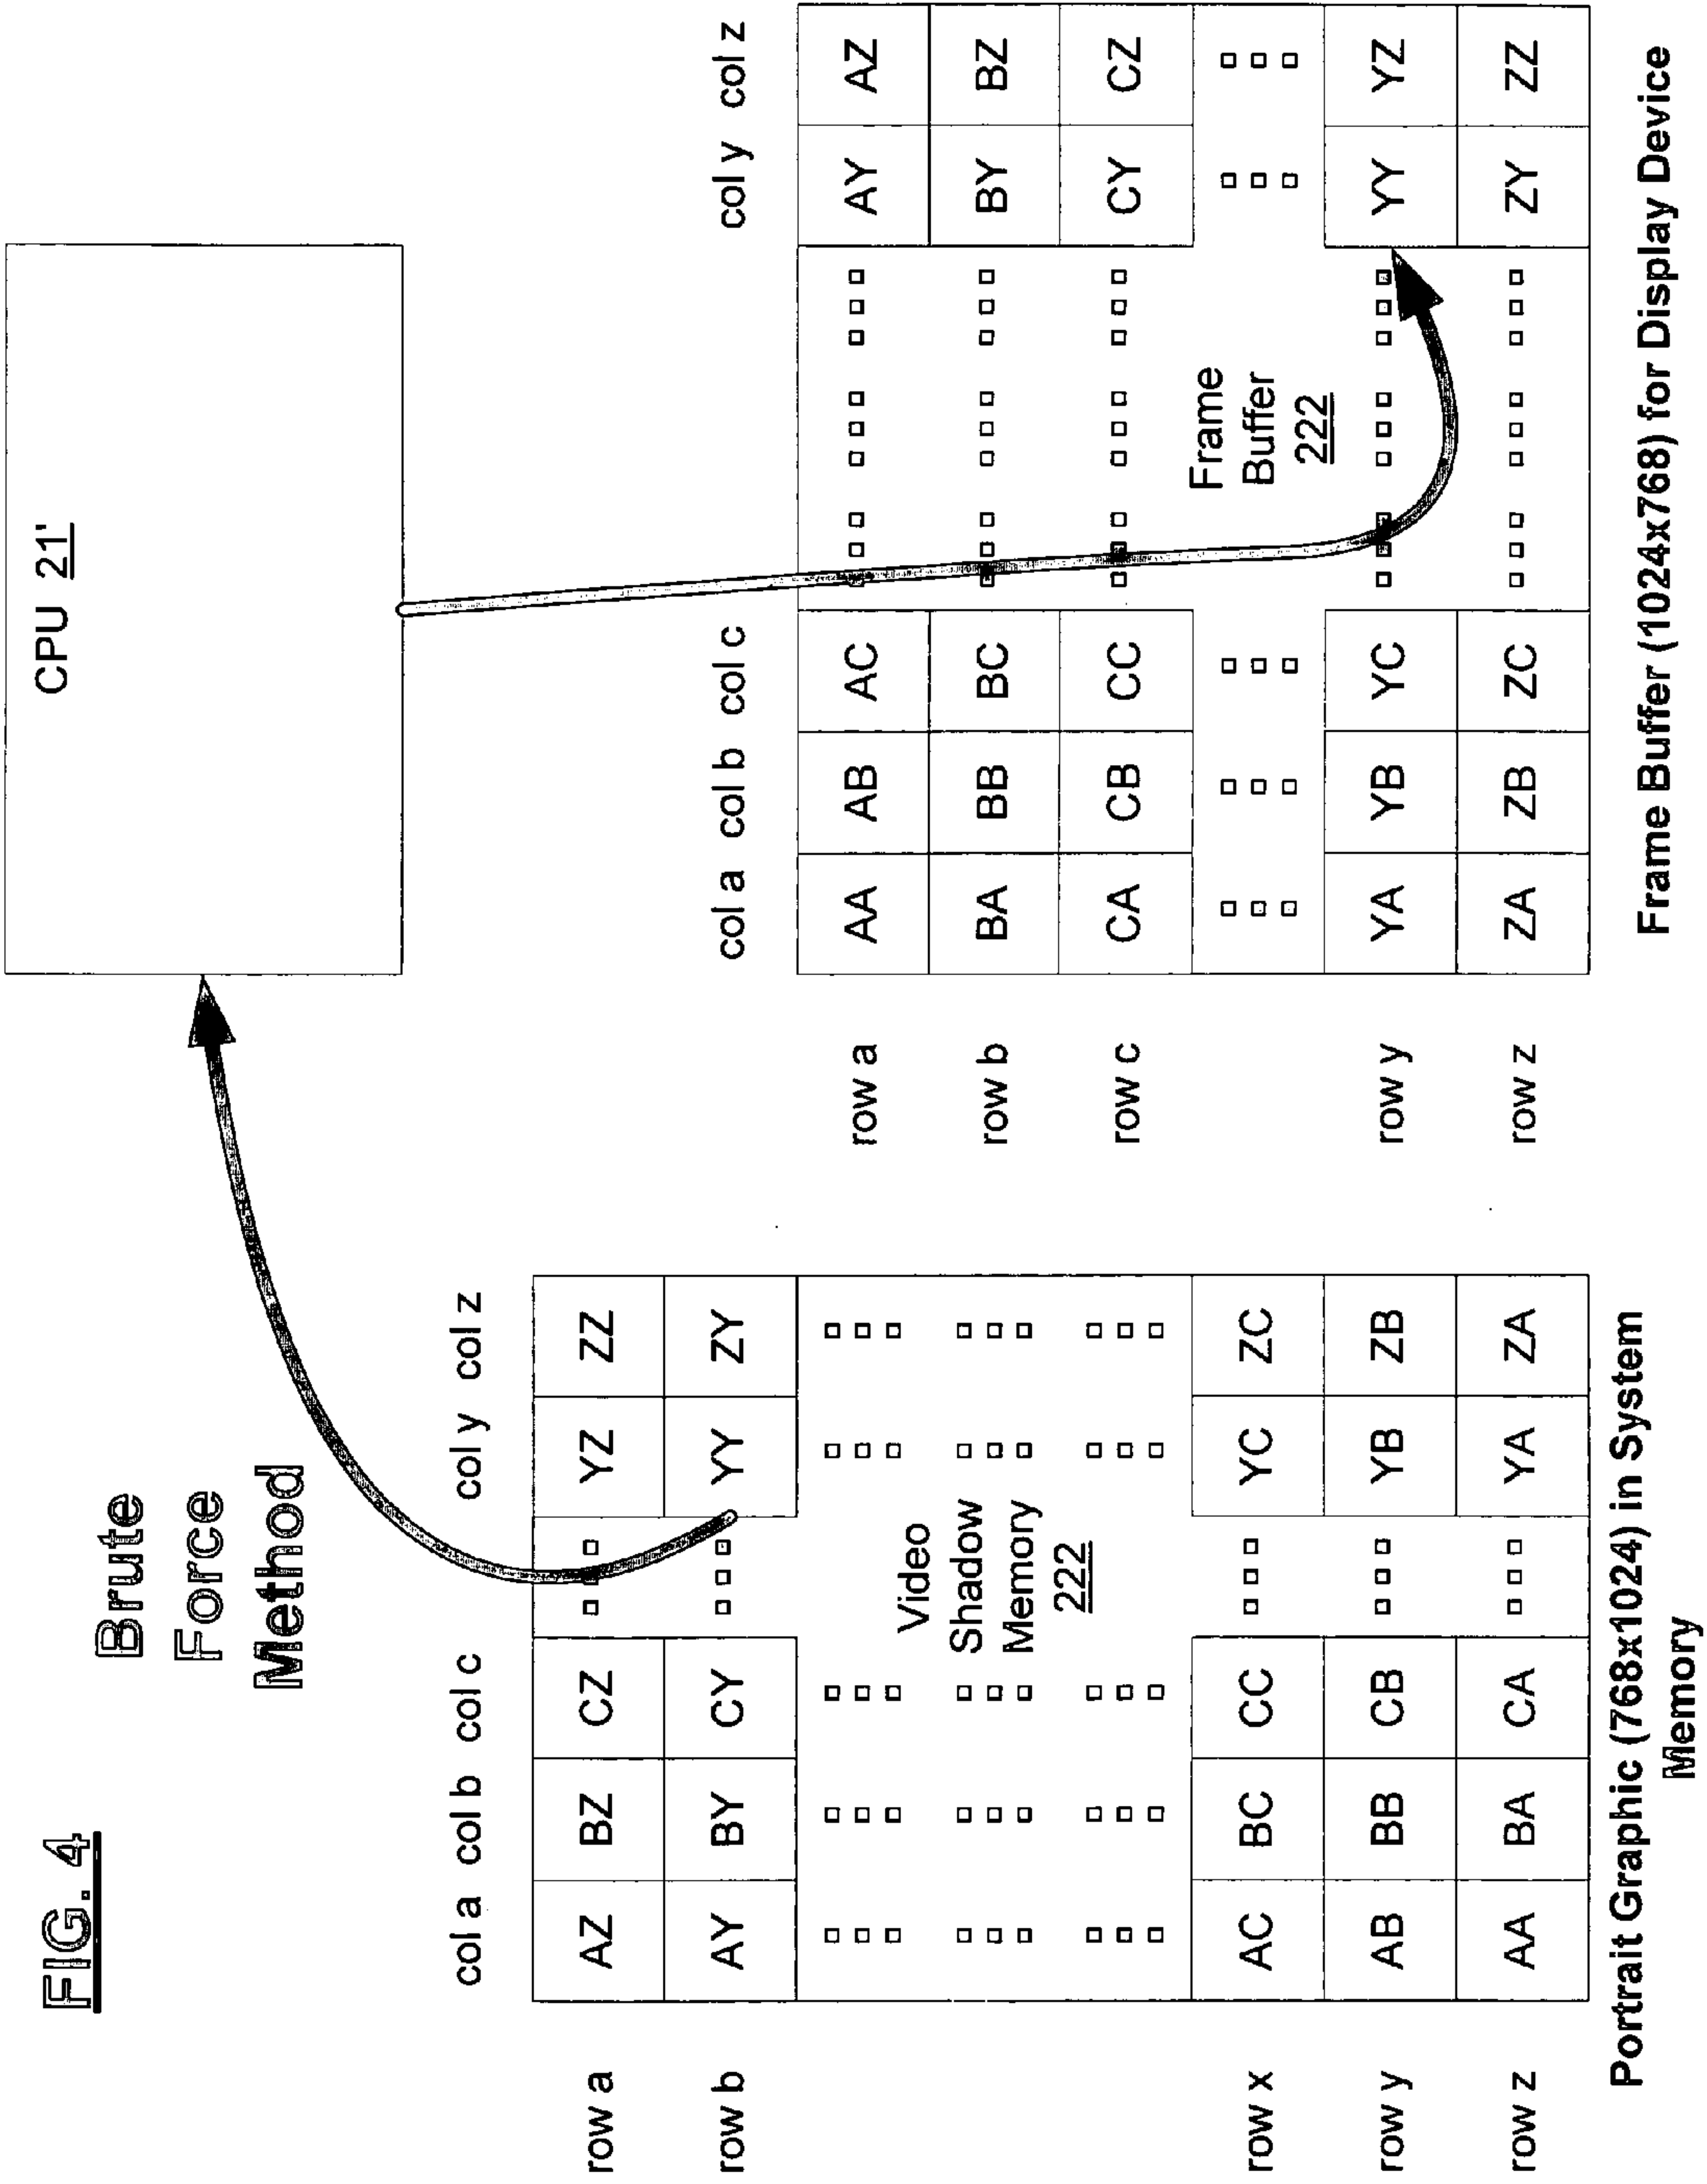 FIG. 4
Brute
Force
Method
CPU 21'
col a col b col c col y col z
row a AZ BZ CZ YZ ZZ
row b AY BY CY YY ZY
Video
Shadow
Memory
222
row x AC BC CC YC ZC
row y AB BB CB YB ZB
row z AA BA CA YA ZA
Portrait Graphic (768x1024) in System
Memory
col a col b col c col y col z
row a AA AB AC AY AZ
row b BA BB BC BY BZ
row c CA CB CC CY CZ
Frame
Buffer
222
row y YA YB YC YY YZ
row z ZA ZB ZC ZY ZZ
Frame Buffer (1024x768) for Display Device